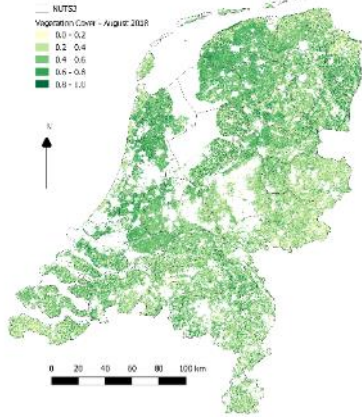 NUTS3
Vegetation Cover - August 2018
0.0 - 0.2
0.2 - 0.4
0.4 - 0.6
0.6 - 0.8
0.8 - 1.0
N
0 20 40 60 80 100 km